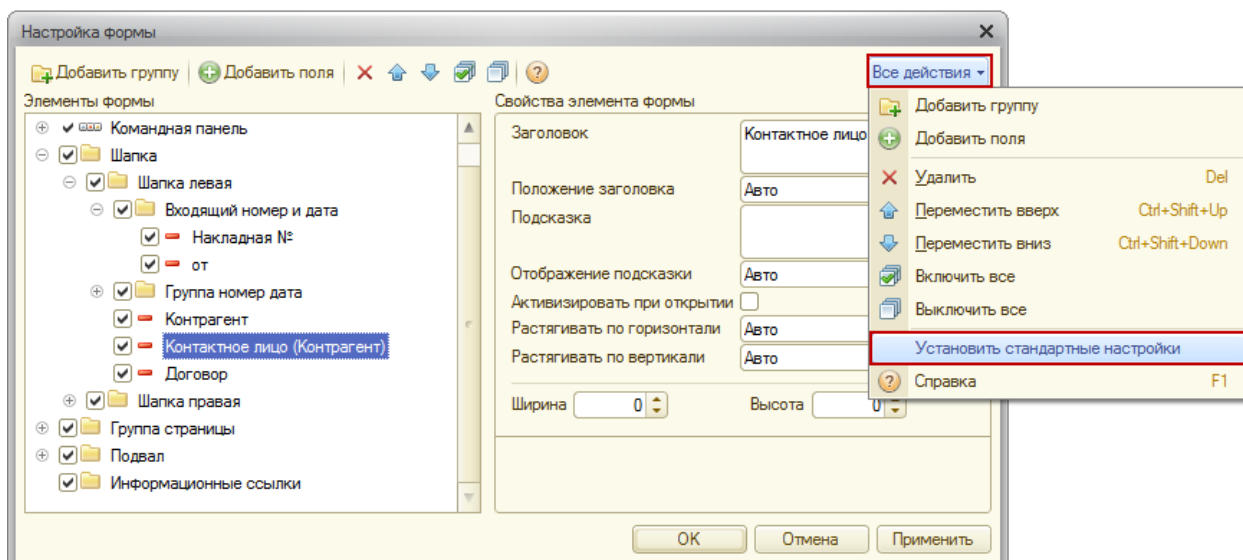 Настройка формы
Добавить группу Добавить поля Все действия
Элементы формы
Командная панель
Шапка
Шапка левая
Входящий номер и дата
Накладная №
от
Группа номер дата
Контрагент
Контактное лицо (Контрагент)
Договор
Шапка правая
Группа страницы
Подвал
Информационные ссылки
Свойства элемента формы
Заголовок Контактное лицо
Положение заголовка Авто
Подсказка
Отображение подсказки Авто
Активизировать при открытии
Растягивать по горизонтали Авто
Растягивать по вертикали Авто
Ширина 0 Высота 0
Добавить группу
Добавить поля
Удалить Del
Переместить вверх Ctrl+Shift+Up
Переместить вниз Ctrl+Shift+Down
Включить все
Выключить все
Установить стандартные настройки
Справка F1
OK Отмена Применить